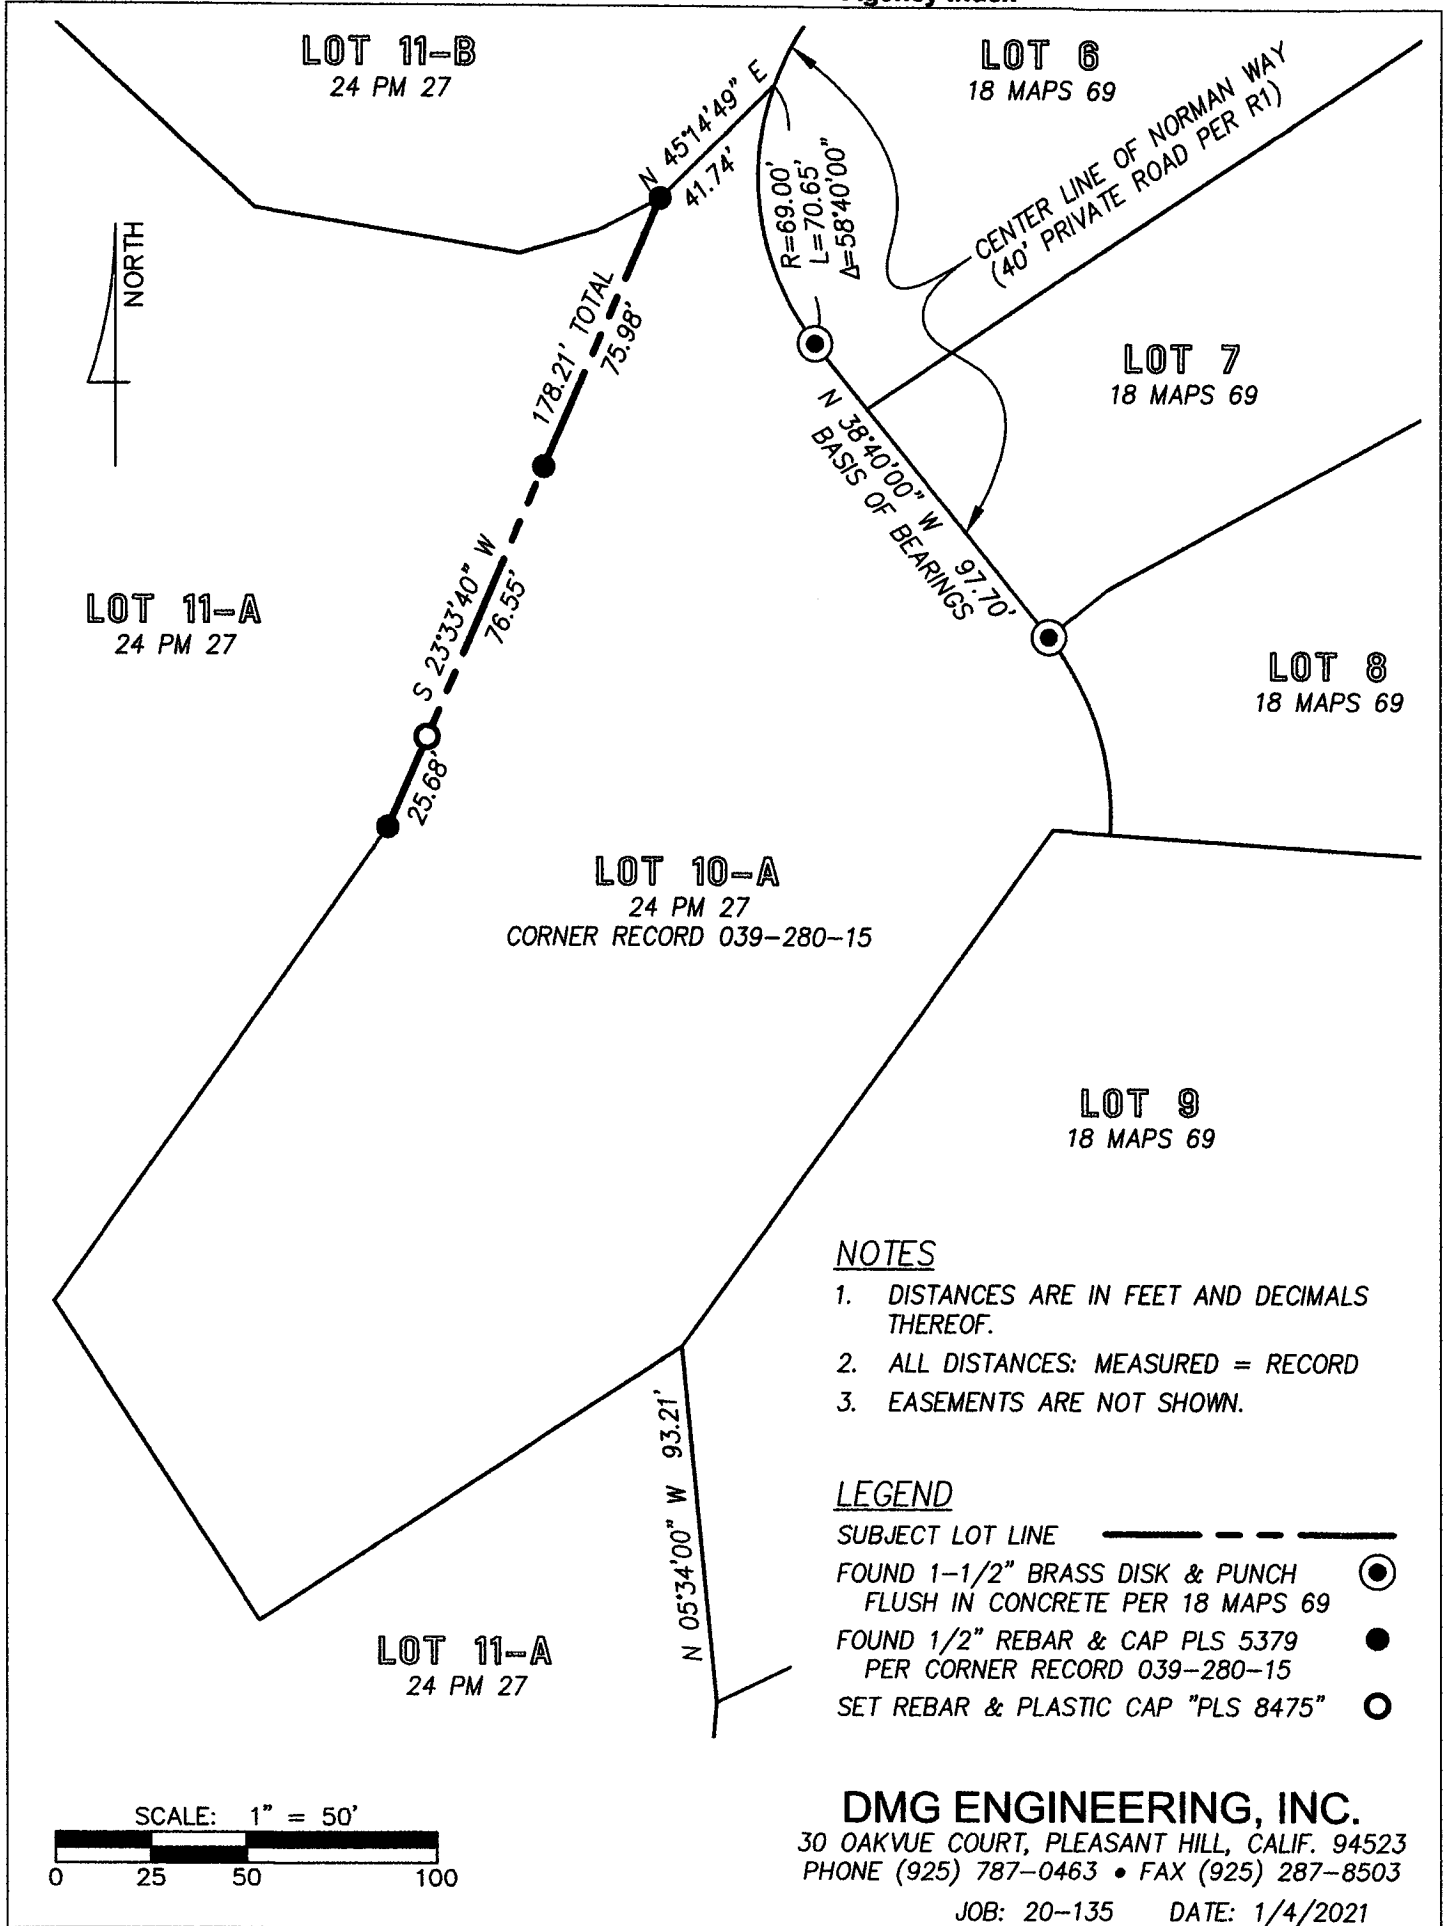 Agency Index
LOT 11-B
24 PM 27
LOT 6
18 MAPS 69
N 45°14'49" E
41.74'
R=69.00'
L=70.65'
Δ=58°40'00"
CENTER LINE OF NORMAN WAY
(40' PRIVATE ROAD PER R1)
NORTH
178.21' TOTAL
75.98'
LOT 7
18 MAPS 69
N 38°40'00" W 97.70'
BASIS OF BEARINGS
S 23°33'40" W
76.55'
LOT 11-A
24 PM 27
LOT 8
18 MAPS 69
25.68'
LOT 10-A
24 PM 27
CORNER RECORD 039-280-15
LOT 9
18 MAPS 69
NOTES
1. DISTANCES ARE IN FEET AND DECIMALS
THEREOF.
2. ALL DISTANCES: MEASURED = RECORD
3. EASEMENTS ARE NOT SHOWN.
N 05°34'00" W 93.21'
LEGEND
SUBJECT LOT LINE
FOUND 1-1/2" BRASS DISK & PUNCH
FLUSH IN CONCRETE PER 18 MAPS 69
FOUND 1/2" REBAR & CAP PLS 5379
PER CORNER RECORD 039-280-15
SET REBAR & PLASTIC CAP "PLS 8475"
LOT 11-A
24 PM 27
SCALE: 1" = 50'
0 25 50 100
DMG ENGINEERING, INC.
30 OAKVUE COURT, PLEASANT HILL, CALIF. 94523
PHONE (925) 787-0463 • FAX (925) 287-8503
JOB: 20-135 DATE: 1/4/2021